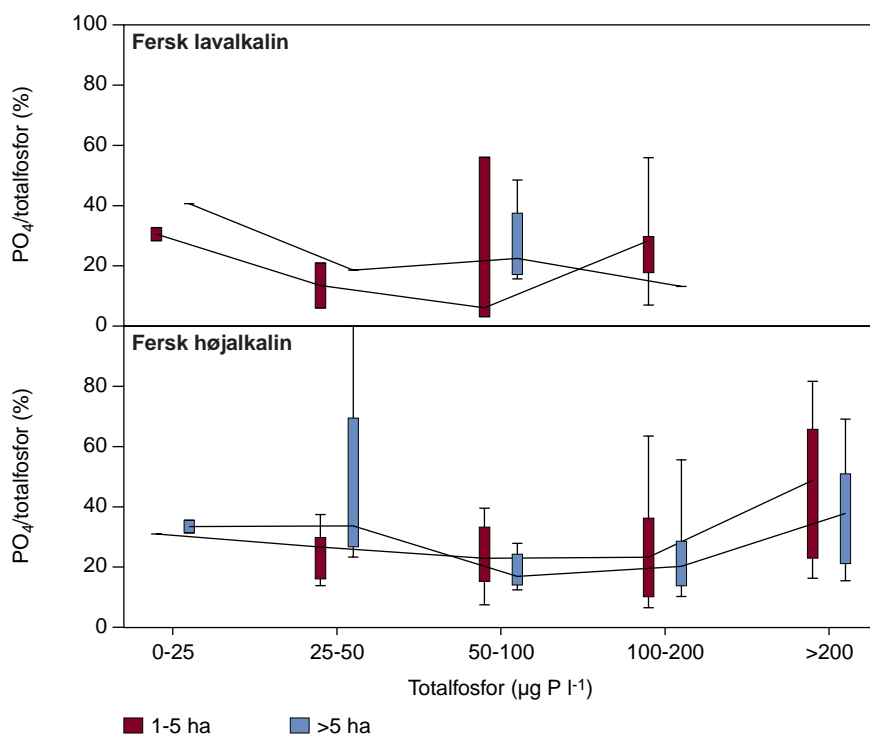 Fersk lavalkalin
PO4/totalfosfor (%)
100
80
60
40
20
0
Fersk højalkalin
PO4/totalfosfor (%)
80
60
40
20
0
0-25 25-50 50-100 100-200 >200
Totalfosfor (µg P l-1)
1-5 ha >5 ha